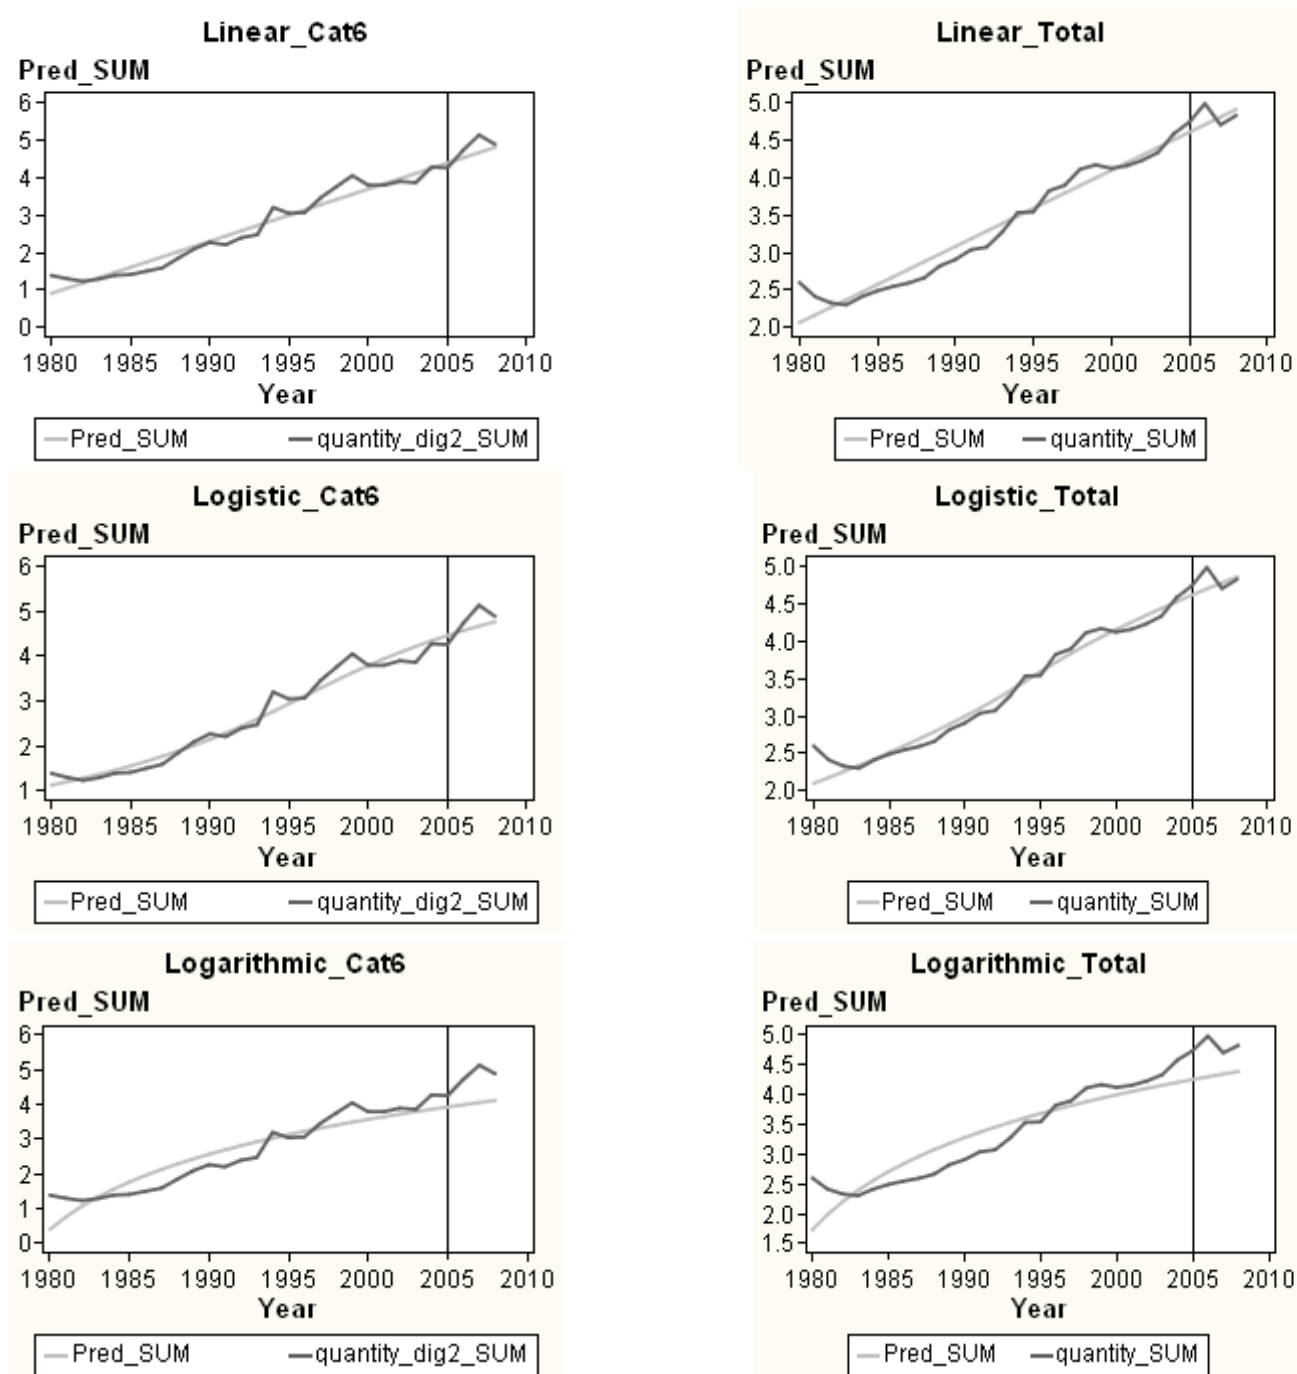 Linear_Cat6
Pred_SUM
6
5
4
3
2
1
0
1980 1985 1990 1995 2000 2005 2010
Year
Pred_SUM quantity_dig2_SUM
Linear_Total
Pred_SUM
5.0
4.5
4.0
3.5
3.0
2.5
2.0
1980 1985 1990 1995 2000 2005 2010
Year
Pred_SUM quantity_SUM
Logistic_Cat6
Pred_SUM
6
5
4
3
2
1
1980 1985 1990 1995 2000 2005 2010
Year
Pred_SUM quantity_dig2_SUM
Logistic_Total
Pred_SUM
5.0
4.5
4.0
3.5
3.0
2.5
2.0
1980 1985 1990 1995 2000 2005 2010
Year
Pred_SUM quantity_SUM
Logarithmic_Cat6
Pred_SUM
6
5
4
3
2
1
0
1980 1985 1990 1995 2000 2005 2010
Year
Pred_SUM quantity_dig2_SUM
Logarithmic_Total
Pred_SUM
5.0
4.5
4.0
3.5
3.0
2.5
2.0
1.5
1980 1985 1990 1995 2000 2005 2010
Year
Pred_SUM quantity_SUM